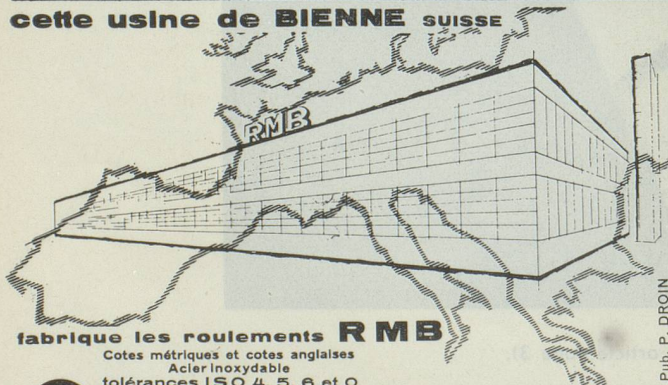 cette usine de BIENNE SUISSE
RMB
fabrique les roulements RMB
Cotes métriques et cotes anglaises
Acier Inoxydable
tolérances ISO 4, 5, 6 et 0
Pub. P. DROIN